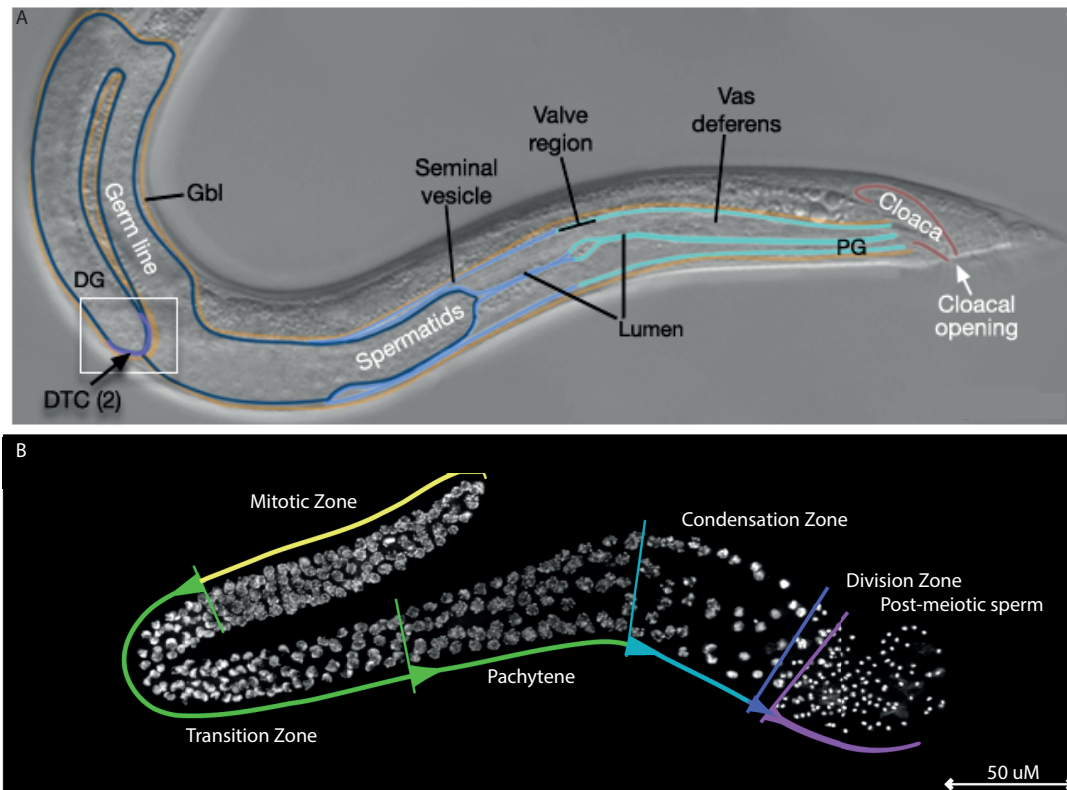 A
Vas
deferens
Valve
region
Seminal
vesicle
Gbl
Germ line
DG
DTC (2)
Spermatids
Lumen
PG
Cloaca
Cloacal
opening
B
Mitotic Zone
Condensation Zone
Division Zone
Post-meiotic sperm
Pachytene
Transition Zone
50 uM